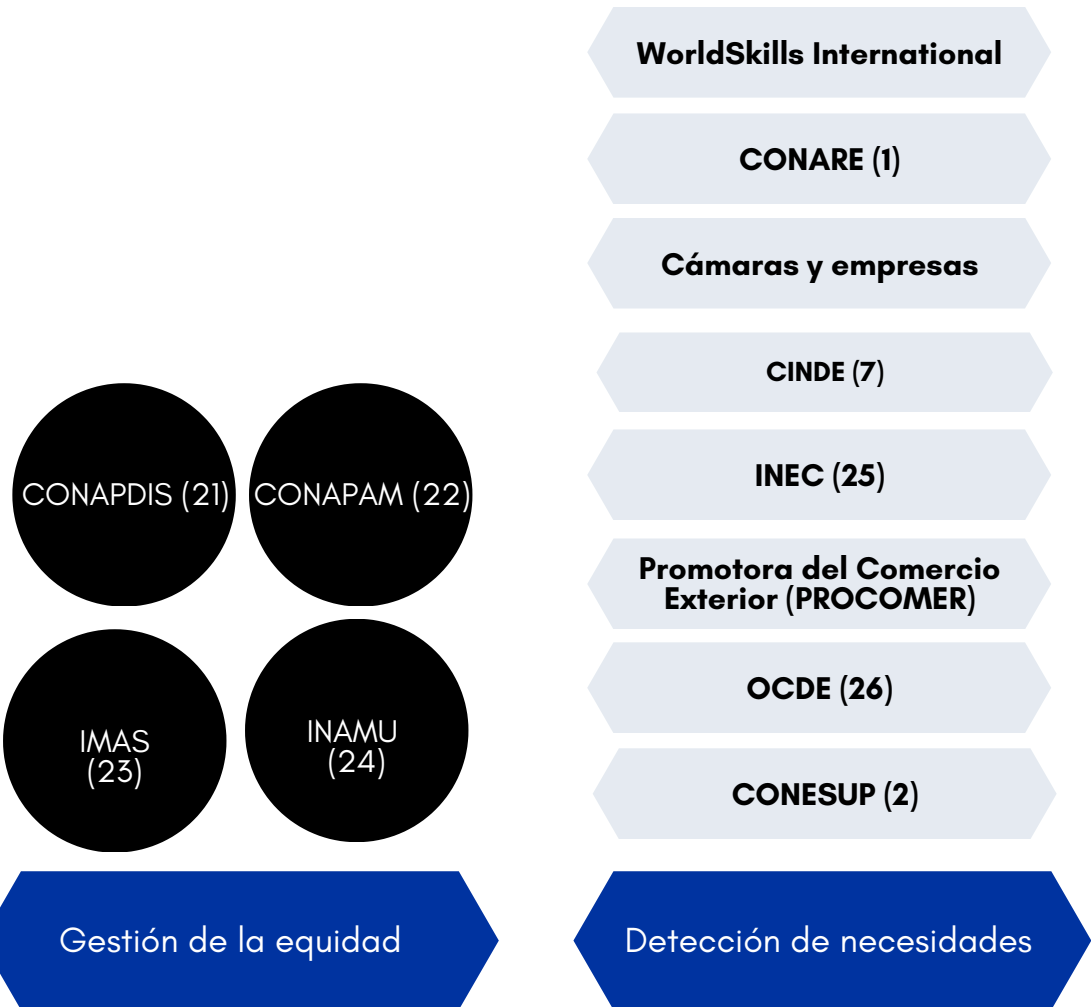 WorldSkills International
CONARE (1)
Cámaras y empresas
CINDE (7)
INEC (25)
Promotora del Comercio
Exterior (PROCOMER)
OCDE (26)
CONESUP (2)
Detección de necesidades
CONAPDIS (21)
CONAPAM (22)
IMAS
(23)
INAMU
(24)
Gestión de la equidad